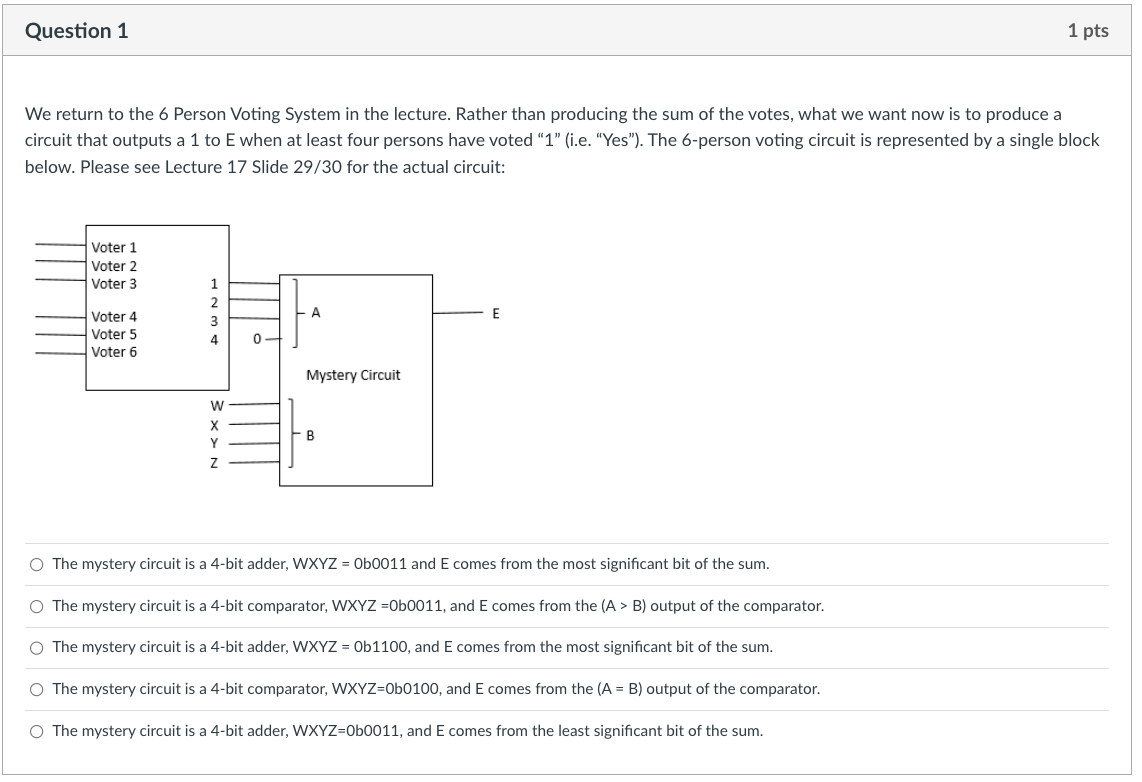 Question 1
1 pts
We return to the 6 Person Voting System in the lecture. Rather than producing the sum of the votes, what we want now is to produce a
circuit that outputs a 1 to E when at least four persons have voted “1” (i.e. “Yes”). The 6-person voting circuit is represented by a single block
below. Please see Lecture 17 Slide 29/30 for the actual circuit:
Voter 1
Voter 2
Voter 3
Voter 4
Voter 5
Voter 6
1
2
3
4
0
A
E
Mystery Circuit
W
X
Y
Z
B
The mystery circuit is a 4-bit adder, WXYZ = 0b0011 and E comes from the most significant bit of the sum.
The mystery circuit is a 4-bit comparator, WXYZ =0b0011, and E comes from the (A > B) output of the comparator.
The mystery circuit is a 4-bit adder, WXYZ = 0b1100, and E comes from the most significant bit of the sum.
The mystery circuit is a 4-bit comparator, WXYZ=0b0100, and E comes from the (A = B) output of the comparator.
The mystery circuit is a 4-bit adder, WXYZ=0b0011, and E comes from the least significant bit of the sum.